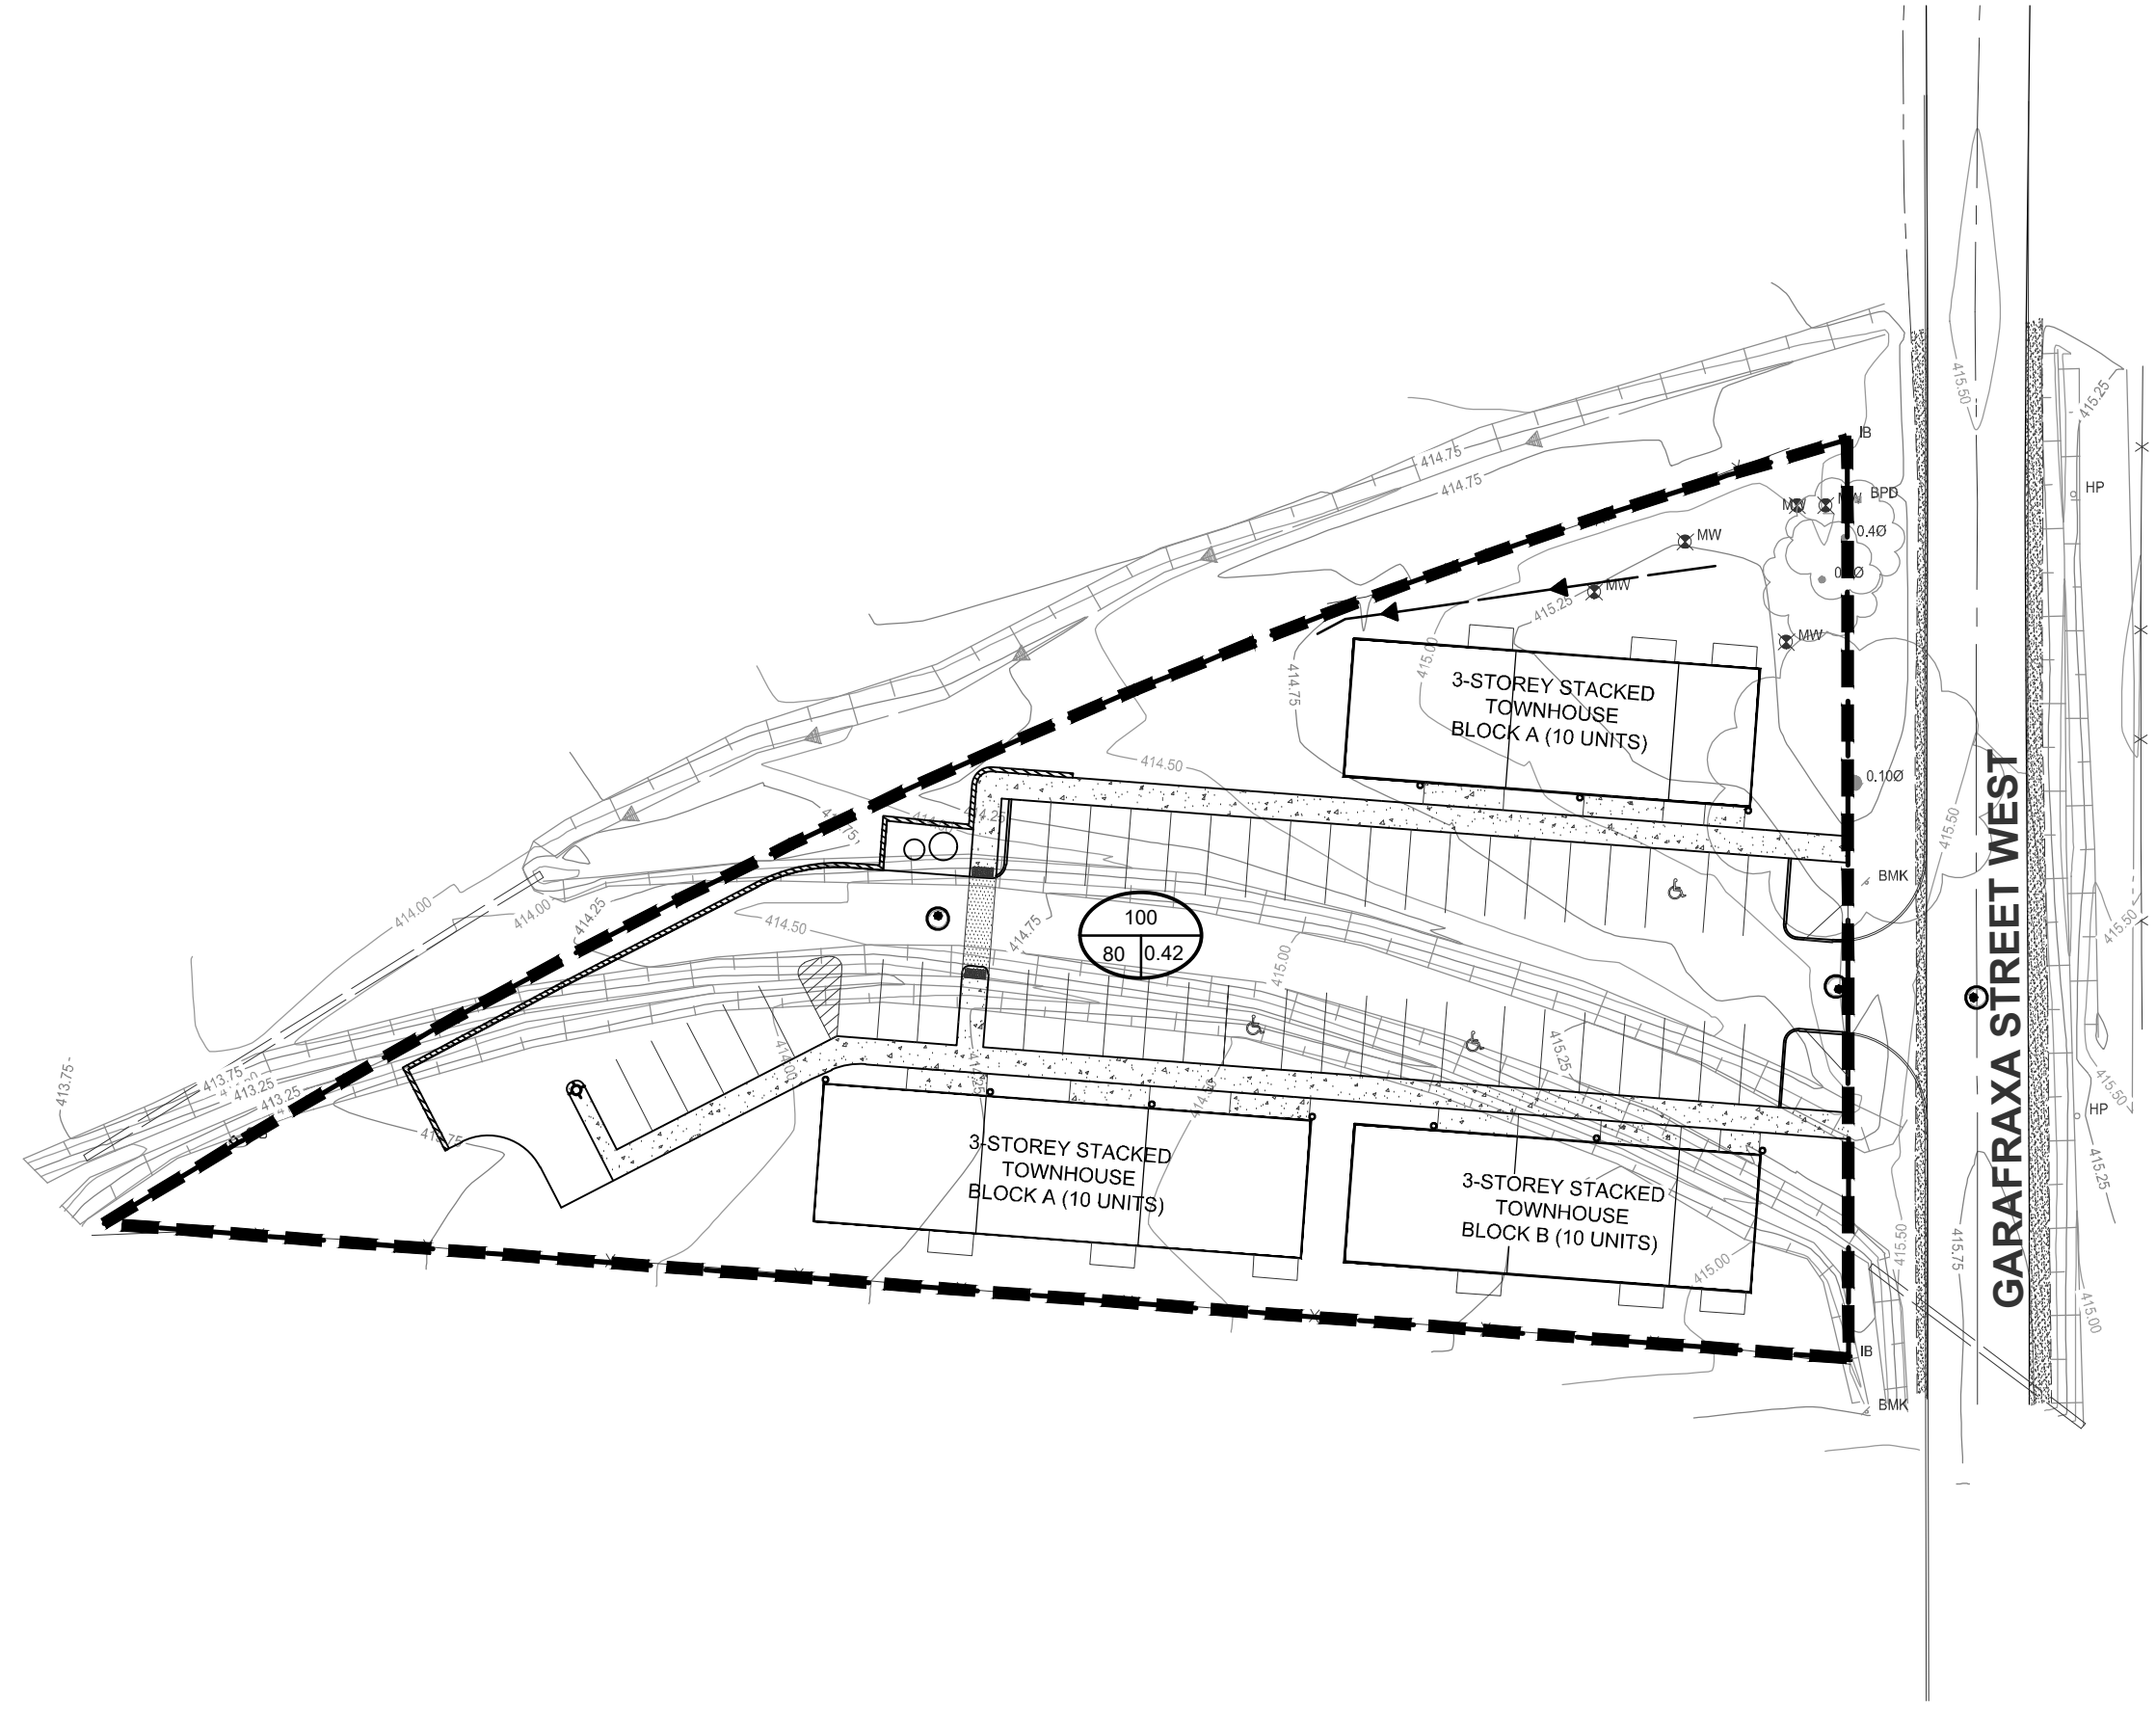 415.50
415.25
IB
414.75
414.75
HP
BPD
MW
0.4Ø
MW
MW
415.25
MW
415.00
414.75
3-STOREY STACKED
TOWNHOUSE
BLOCK A (10 UNITS)
414.50
0.10Ø
GARAFRAXA STREET WEST
415.50
BMK
414.00
414.00
414.25
414.50
414.75
100
80
0.42
415.00
415.50
415.25
414.00
413.75
413.75
413.25
413.25
415.50
HP
415.25
3-STOREY STACKED
TOWNHOUSE
BLOCK A (10 UNITS)
3-STOREY STACKED
TOWNHOUSE
BLOCK B (10 UNITS)
415.00
415.50
415.75
415.00
IB
BMK